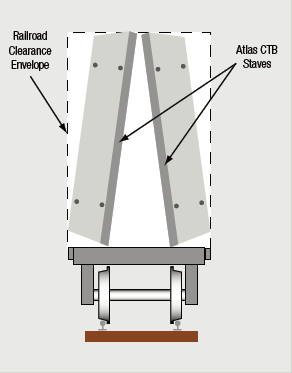 Railroad
Clearance
Envelope
Atlas CTB
Staves